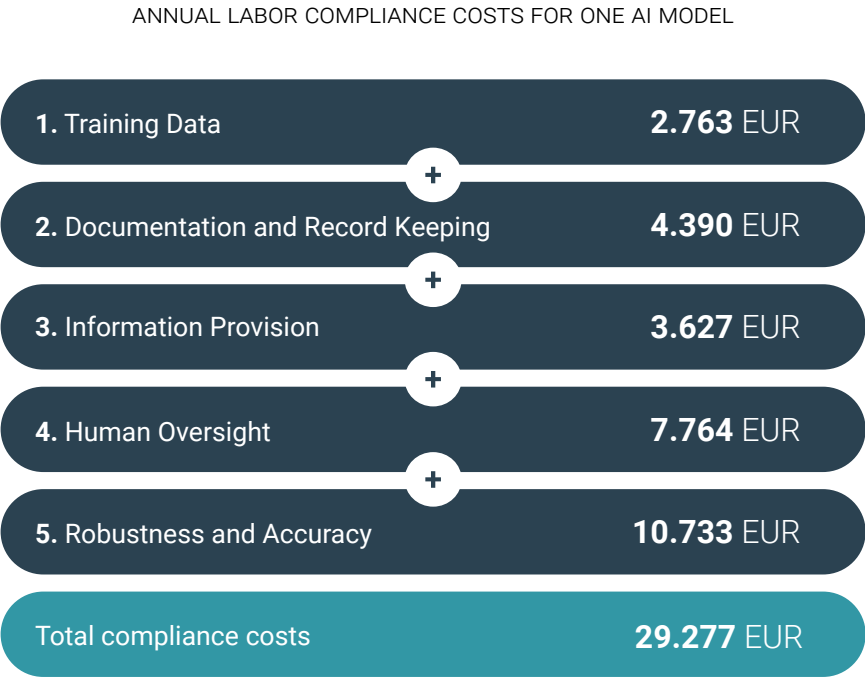 ANNUAL LABOR COMPLIANCE COSTS FOR ONE AI MODEL
1. Training Data 2.763 EUR
+
2. Documentation and Record Keeping 4.390 EUR
+
3. Information Provision 3.627 EUR
+
4. Human Oversight 7.764 EUR
+
5. Robustness and Accuracy 10.733 EUR
Total compliance costs 29.277 EUR